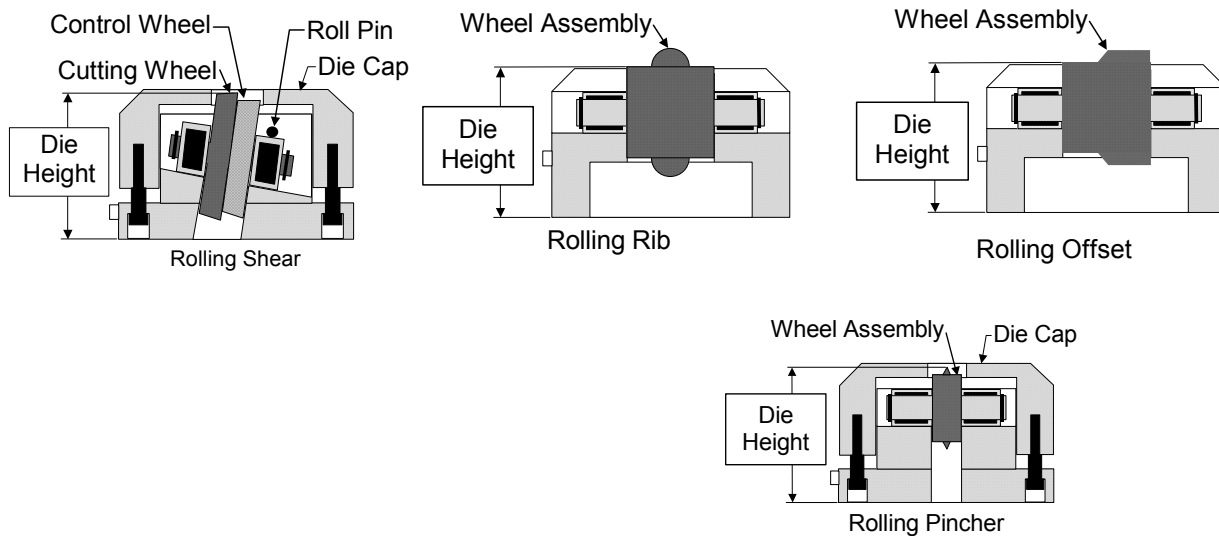 Control Wheel
Roll Pin
Cutting Wheel
Die Cap
Die
Height
Rolling Shear
Wheel Assembly
Die
Height
Rolling Rib
Wheel Assembly
Die
Height
Rolling Offset
Wheel Assembly
Die Cap
Die
Height
Rolling Pincher